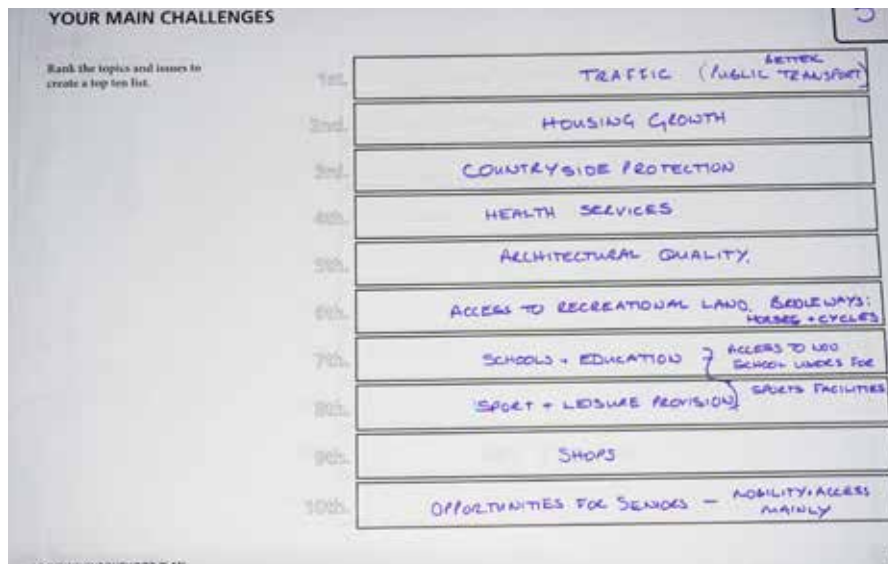 YOUR MAIN CHALLENGES
Rank the topics and issues to
create a top ten list.
1st. TRAFFIC (BETTER PUBLIC TRANSPORT)
2nd. HOUSING GROWTH
3rd. COUNTRYSIDE PROTECTION
4th. HEALTH SERVICES
5th. ARCHITECTURAL QUALITY.
6th. ACCESS TO RECREATIONAL LAND. BRIDLEWAYS:
HORSES + CYCLES
7th. SCHOOLS + EDUCATION } ACCESS TO NON
SCHOOL USERS FOR
8th. SPORT + LEISURE PROVISION} SPORTS FACILITIES
9th. SHOPS
10th. OPPORTUNITIES FOR SENIORS – MOBILITY + ACCESS
MAINLY